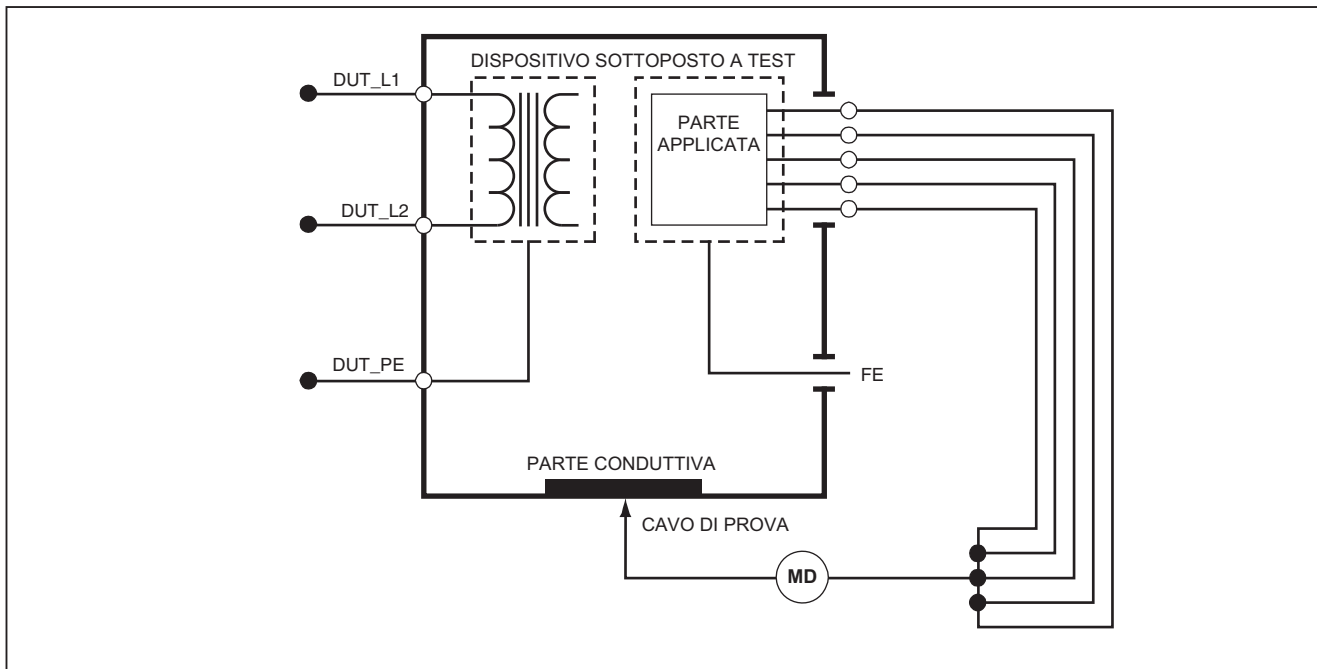 DISPOSITIVO SOTTOPOSTO A TEST
DUT_L1
PARTE
APPLICATA
DUT_L2
DUT_PE
FE
PARTE CONDUTTIVA
CAVO DI PROVA
MD